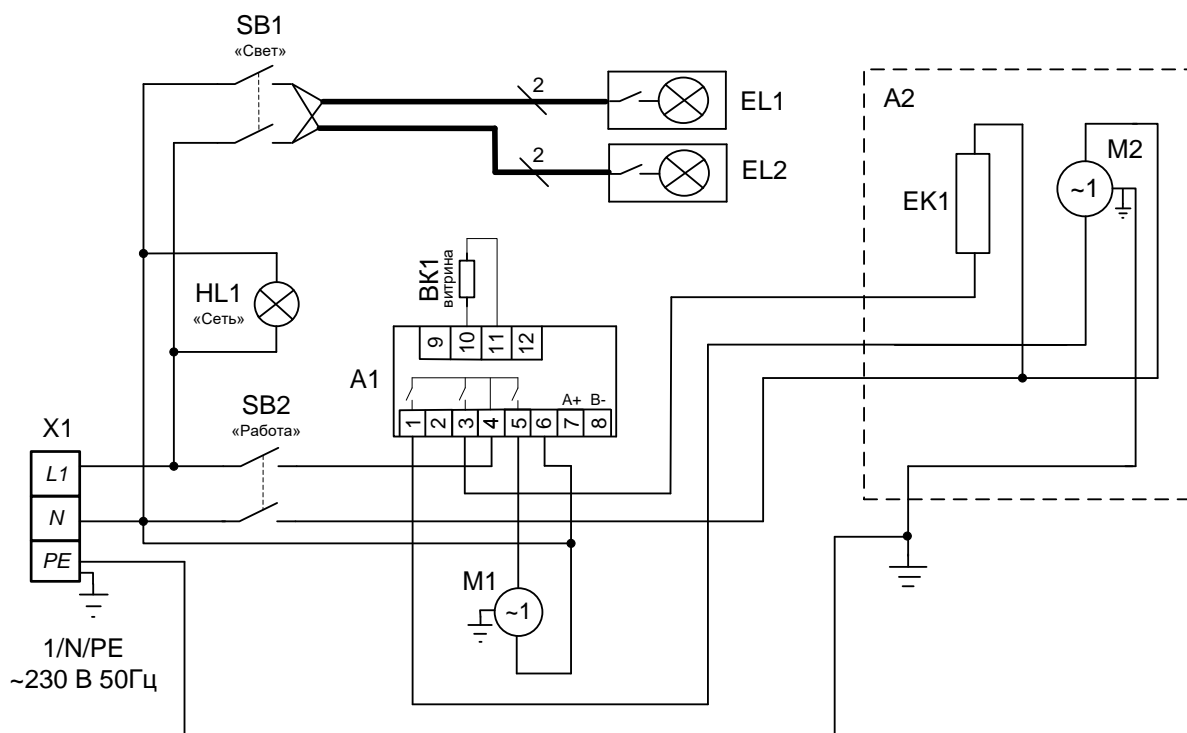 SB1
«Свет»
2
EL1
2
EL2
A2
M2
~1
EK1
HL1
«Сеть»
BK1
витрина
9 10 11 12
A1
A+ B-
1 2 3 4 5 6 7 8
SB2
«Работа»
X1
L1
N
PE
M1
~1
1/N/PE
~230 В 50Гц